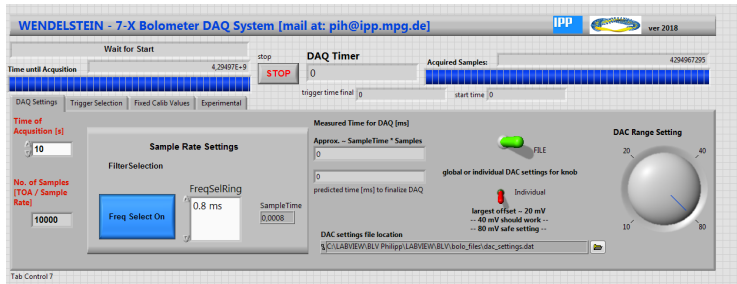 WENDELSTEIN - 7-X Bolometer DAQ System [mail at: pih@ipp.mpg.de]
IPP
ver 2018
Wait for Start
Time until Acqusition
4,29497E+9
stop
STOP
DAQ Timer
0
Acquired Samples:
4294967295
trigger time final
0
start time
0
DAQ Settings
Trigger Selection
Fixed Calib Values
Experimental
Time of
Acqusition [s]
10
No. of Samples
[TOA / Sample
Rate]
10000
Sample Rate Settings
FilterSelection
Freq Select On
FreqSelRing
0.8 ms
SampleTime
0,0008
Measured Time for DAQ [ms]
Approx. ~ SampleTime * Samples
0
0
predicted time [ms] to finalize DAQ
FILE
global or individual DAC settings for knob
Individual
largest offset ~ 20 mV
-- 40 mV should work --
-- 80 mV safe setting --
DAC settings file location
C:\LABVIEW\BLV Philipp\LABVIEW\BLV\bolo_files\dac_settings.dat
DAC Range Setting
20
40
10
80
Tab Control 7